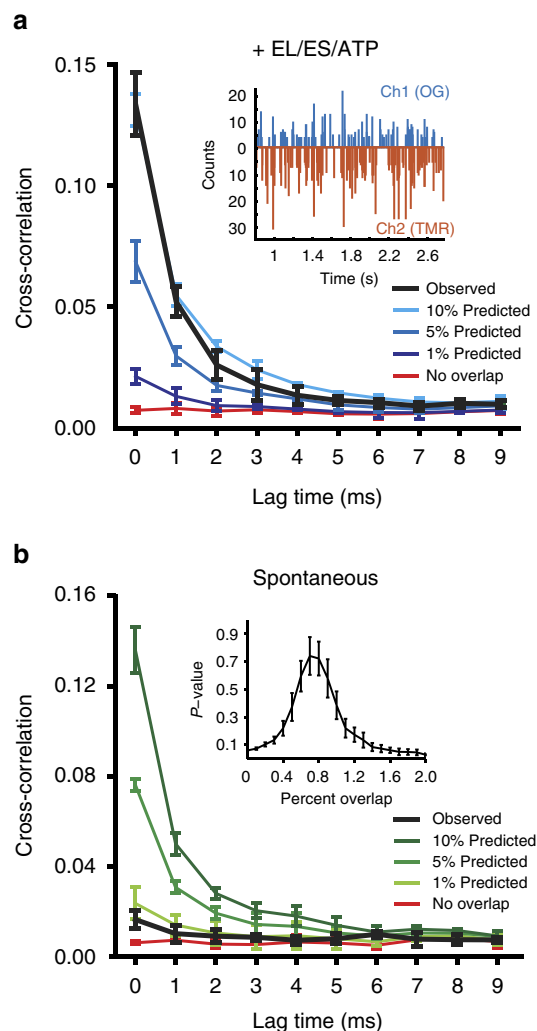 a
+ EL/ES/ATP
0.15
0.10
0.05
0.00
Cross-correlation
20
10
0
10
20
30
Counts
Ch1 (OG)
Ch2 (TMR)
1 1.4 1.8 2.2 2.6
Time (s)
Observed
10% Predicted
5% Predicted
1% Predicted
No overlap
0 1 2 3 4 5 6 7 8 9
Lag time (ms)
b
Spontaneous
0.16
0.12
0.08
0.04
0.00
Cross-correlation
0.9
0.7
0.5
0.3
0.1
P-value
0 0.4 0.8 1.2 1.6 2.0
Percent overlap
Observed
10% Predicted
5% Predicted
1% Predicted
No overlap
0 1 2 3 4 5 6 7 8 9
Lag time (ms)